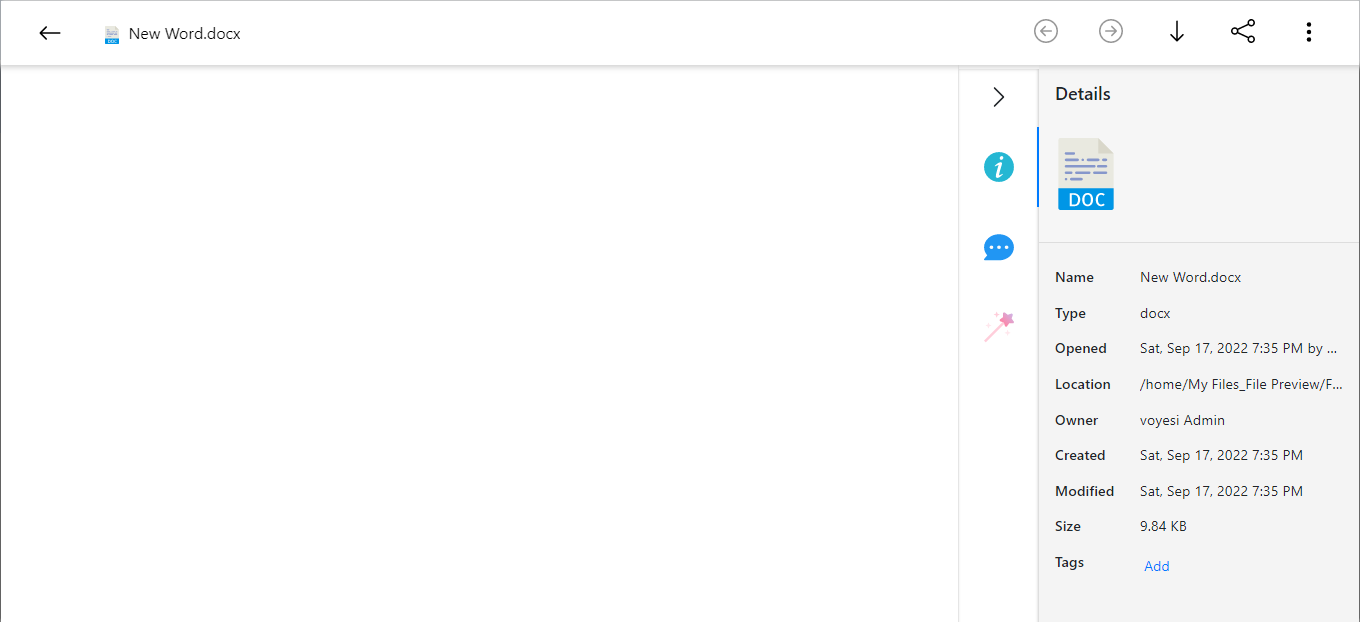 New Word.docx
Details
DOC
Name New Word.docx
Type docx
Opened Sat, Sep 17, 2022 7:35 PM by ...
Location /home/My Files_File Preview/F...
Owner voyesi Admin
Created Sat, Sep 17, 2022 7:35 PM
Modified Sat, Sep 17, 2022 7:35 PM
Size 9.84 KB
Tags Add